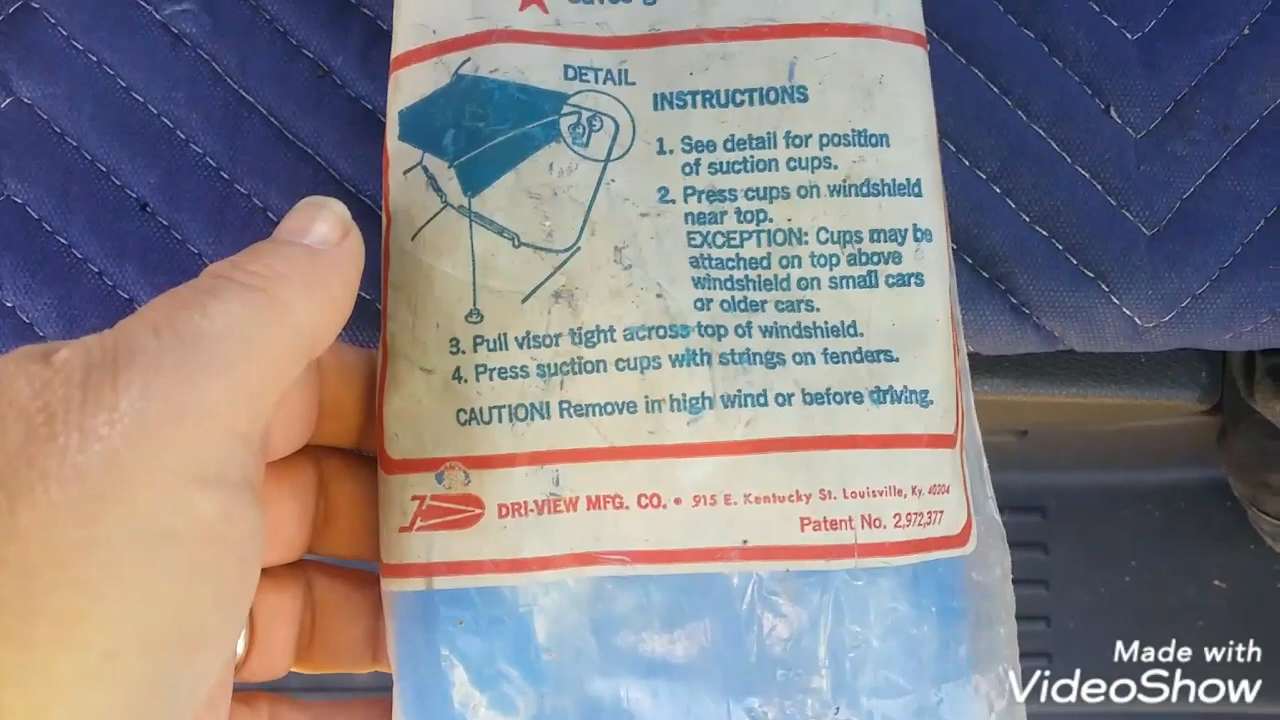 DETAIL
INSTRUCTIONS
1. See detail for position
of suction cups.
2. Press cups on windshield
near top.
EXCEPTION: Cups may be
attached on top above
windshield on small cars
or older cars.
3. Pull visor tight across top of windshield.
4. Press suction cups with strings on fenders.
CAUTION! Remove in high wind or before driving.
DRI-VIEW MFG. CO. • 915 E. Kentucky St. Louisville, Ky. 40204
Patent No. 2,972,377
Made with
VideoShow